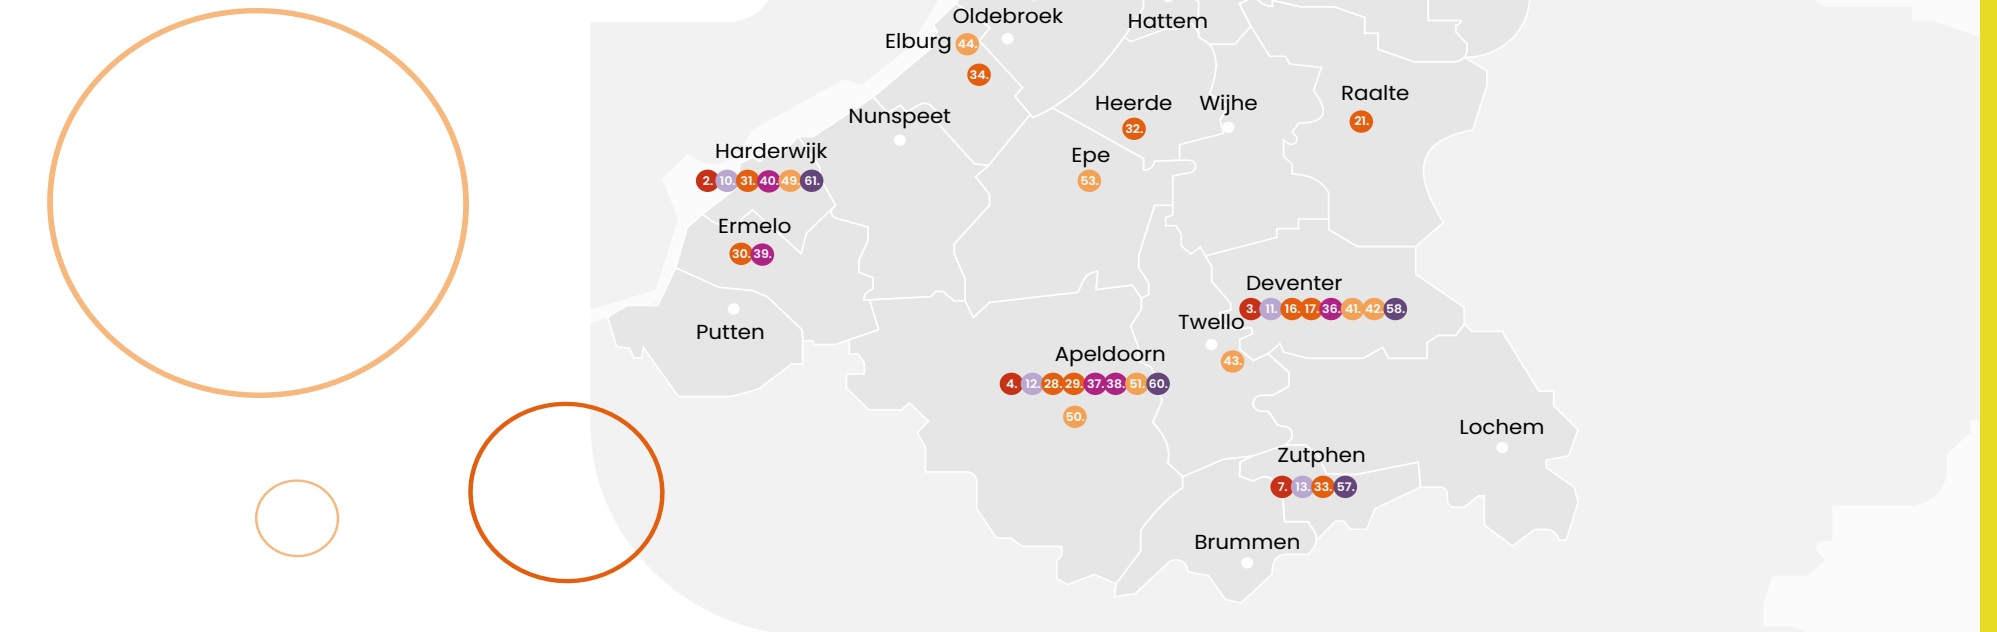 Oldebroek
Hattem
Elburg 44.
34.
Raalte
21.
Heerde
32.
Wijhe
Nunspeet
Harderwijk
2. 10. 31. 40. 49. 61.
Epe
53.
Ermelo
30. 39.
Deventer
3. 11. 16. 17. 36. 41. 42. 58.
Putten
Twello
43.
Apeldoorn
4. 12. 28. 29. 37. 38. 51. 60.
50.
Lochem
Zutphen
7. 13. 33. 57.
Brummen